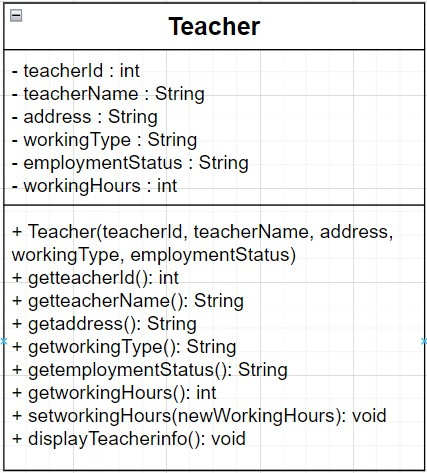 Teacher
- teacherId : int
- teacherName : String
- address : String
- workingType : String
- employmentStatus : String
- workingHours : int
+ Teacher(teacherId, teacherName, address,
workingType, employmentStatus)
+ getteacherId(): int
+ getteacherName(): String
+ getaddress(): String
+ getworkingType(): String
+ getemploymentStatus(): String
+ getworkingHours(): int
+ setworkingHours(newWorkingHours): void
+ displayTeacherinfo(): void